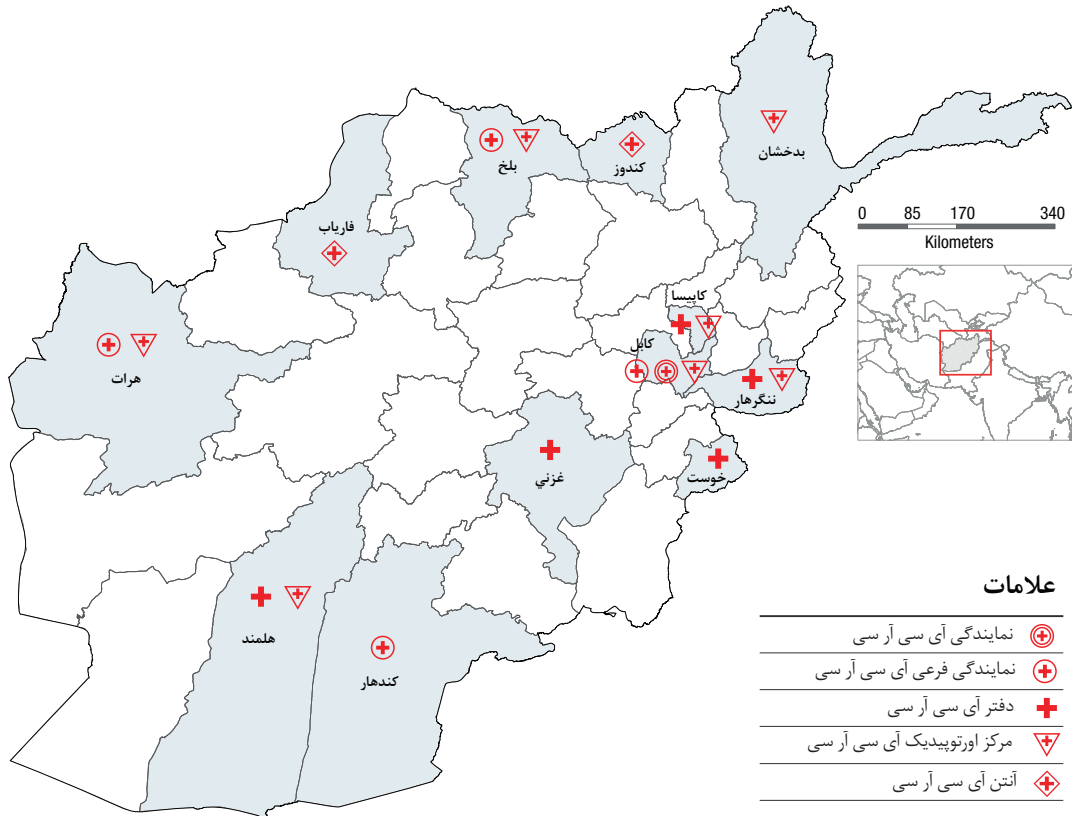 بدخشان
بلخ
کندوز
فاریاب
0 85 170 340
Kilometers
کاپیسا
کابل
هرات
ننگرهار
غزني
خوست
هلمند
کندهار
علامات
نمایندگی آی سی آر سی
نمایندگی فرعی آی سی آر سی
دفتر آی سی آر سی
مرکز اورتوپیدیک آی سی آر سی
آنتن آی سی آر سی